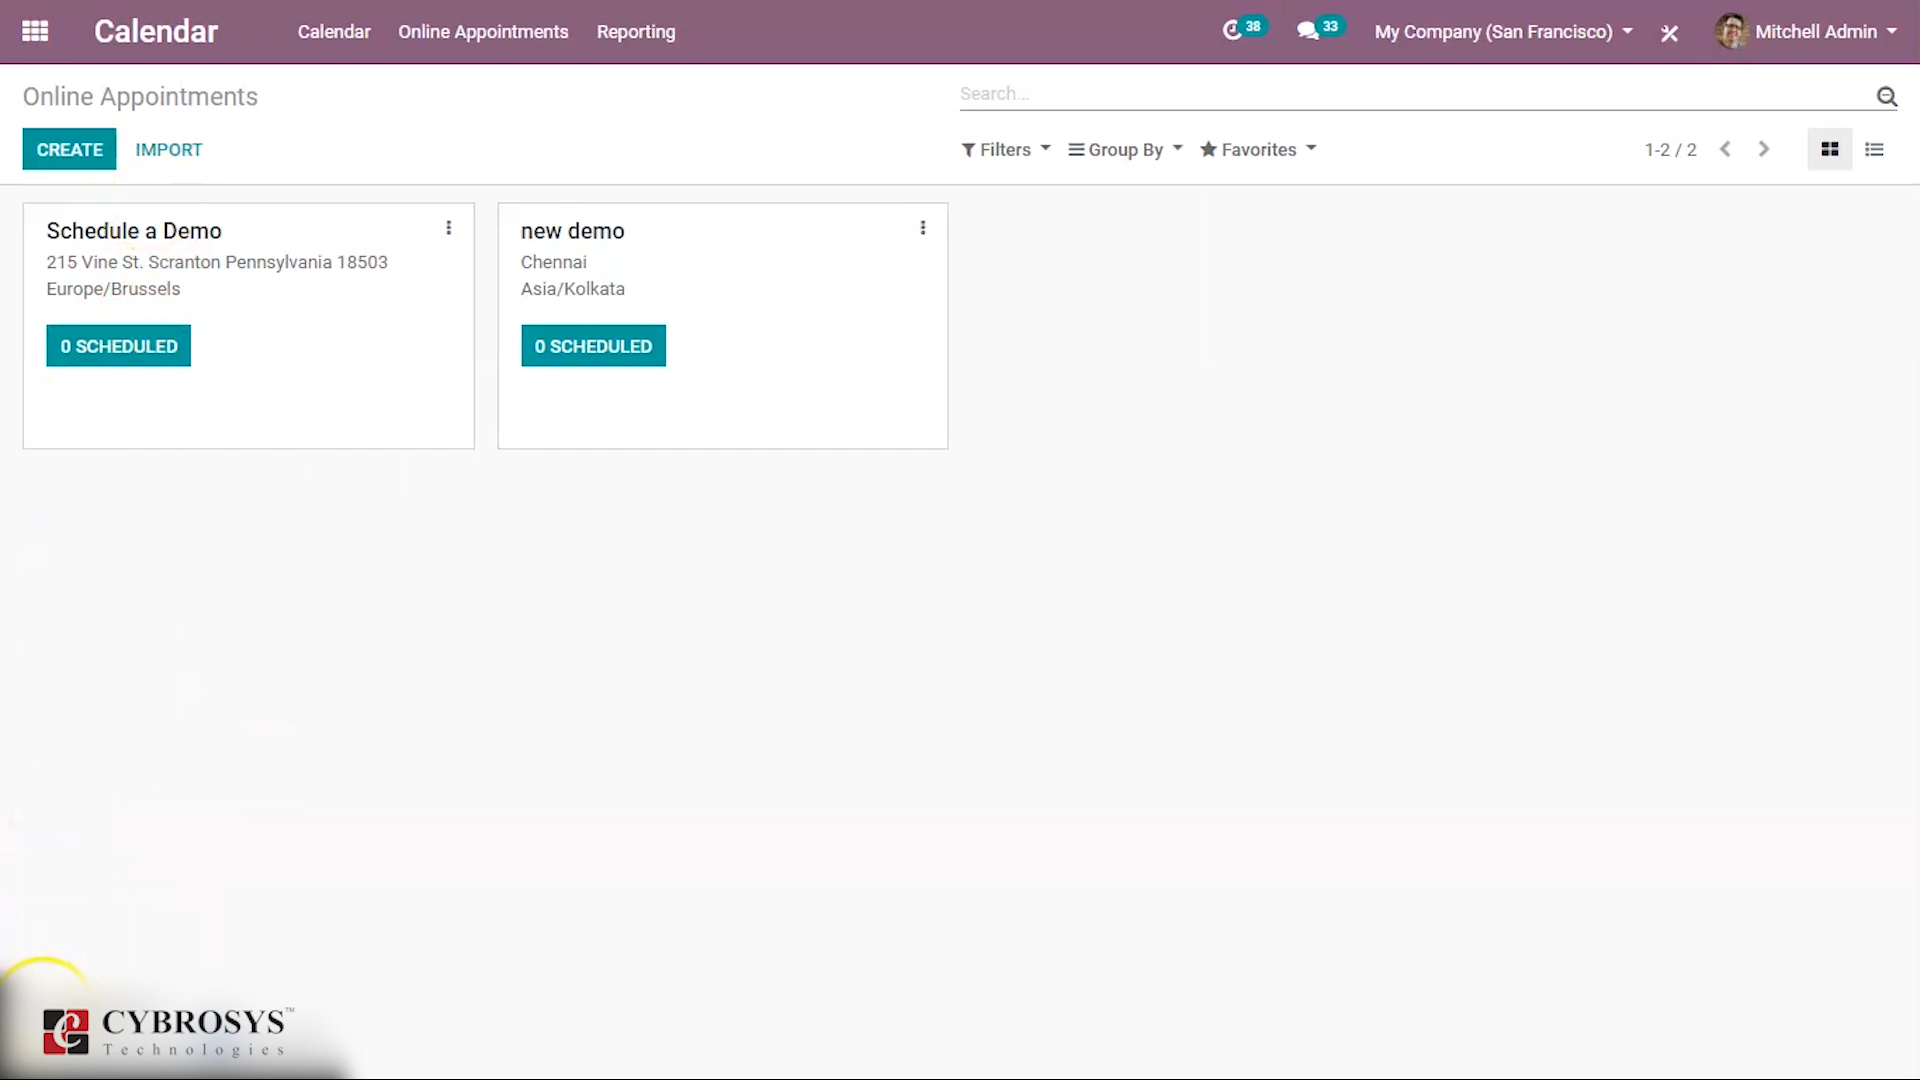 Calendar
Calendar Online Appointments Reporting
38 33 My Company (San Francisco) Mitchell Admin
Online Appointments
Search...
CREATE IMPORT
Filters Group By Favorites
1-2 / 2
Schedule a Demo
215 Vine St. Scranton Pennsylvania 18503
Europe/Brussels
0 SCHEDULED
new demo
Chennai
Asia/Kolkata
0 SCHEDULED
CYBROSYS™
Technologies